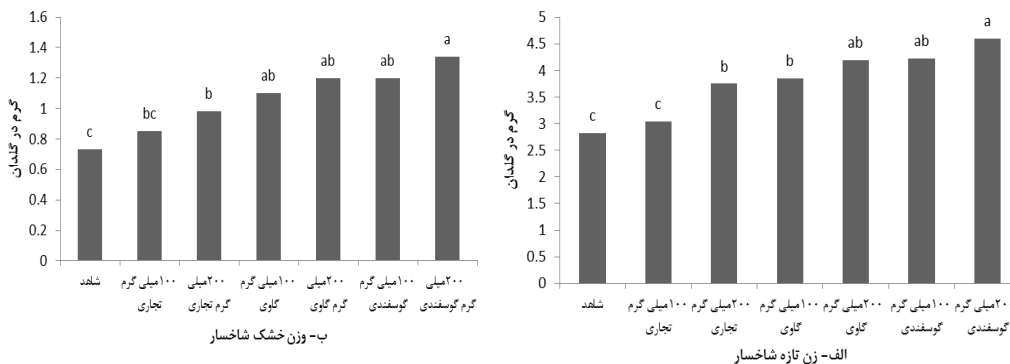 1.6
1.4
1.2
1
0.8
0.6
0.4
0.2
0
گرم در گلدان
c
bc
b
ab
ab
ab
a
شاهد
۱۰۰میلی گرم
تجاری
۲۰۰میلی
گرم تجاری
۱۰۰میلی گرم
گاوی
۲۰۰میلی
گرم گاوی
۱۰۰میلی گرم
گوسفندی
۲۰۰میلی
گرم گوسفندی
ب- وزن خشک شاخسار
5
4.5
4
3.5
3
2.5
2
1.5
1
0.5
0
گرم در گلدان
c
c
b
b
ab
ab
a
شاهد
۱۰۰میلی گرم
تجاری
۲۰۰میلی گرم
تجاری
۱۰۰میلی گرم
گاوی
۲۰۰میلی گرم
گاوی
۱۰۰میلی گرم
گوسفندی
۲۰۰میلی گرم
گوسفندی
الف- زن تازه شاخسار